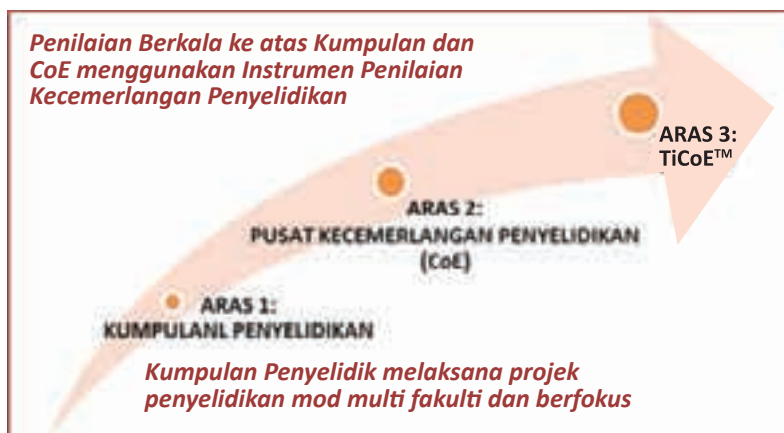 Penilaian Berkala ke atas Kumpulan dan
CoE menggunakan Instrumen Penilaian
Kecemerlangan Penyelidikan
ARAS 3:
TiCoE™
ARAS 2:
PUSAT KECEMERLANGAN PENYELIDIKAN
(CoE)
ARAS 1:
KUMPULANL PENYELIDIKAN
Kumpulan Penyelidik melaksana projek
penyelidikan mod multi fakulti dan berfokus